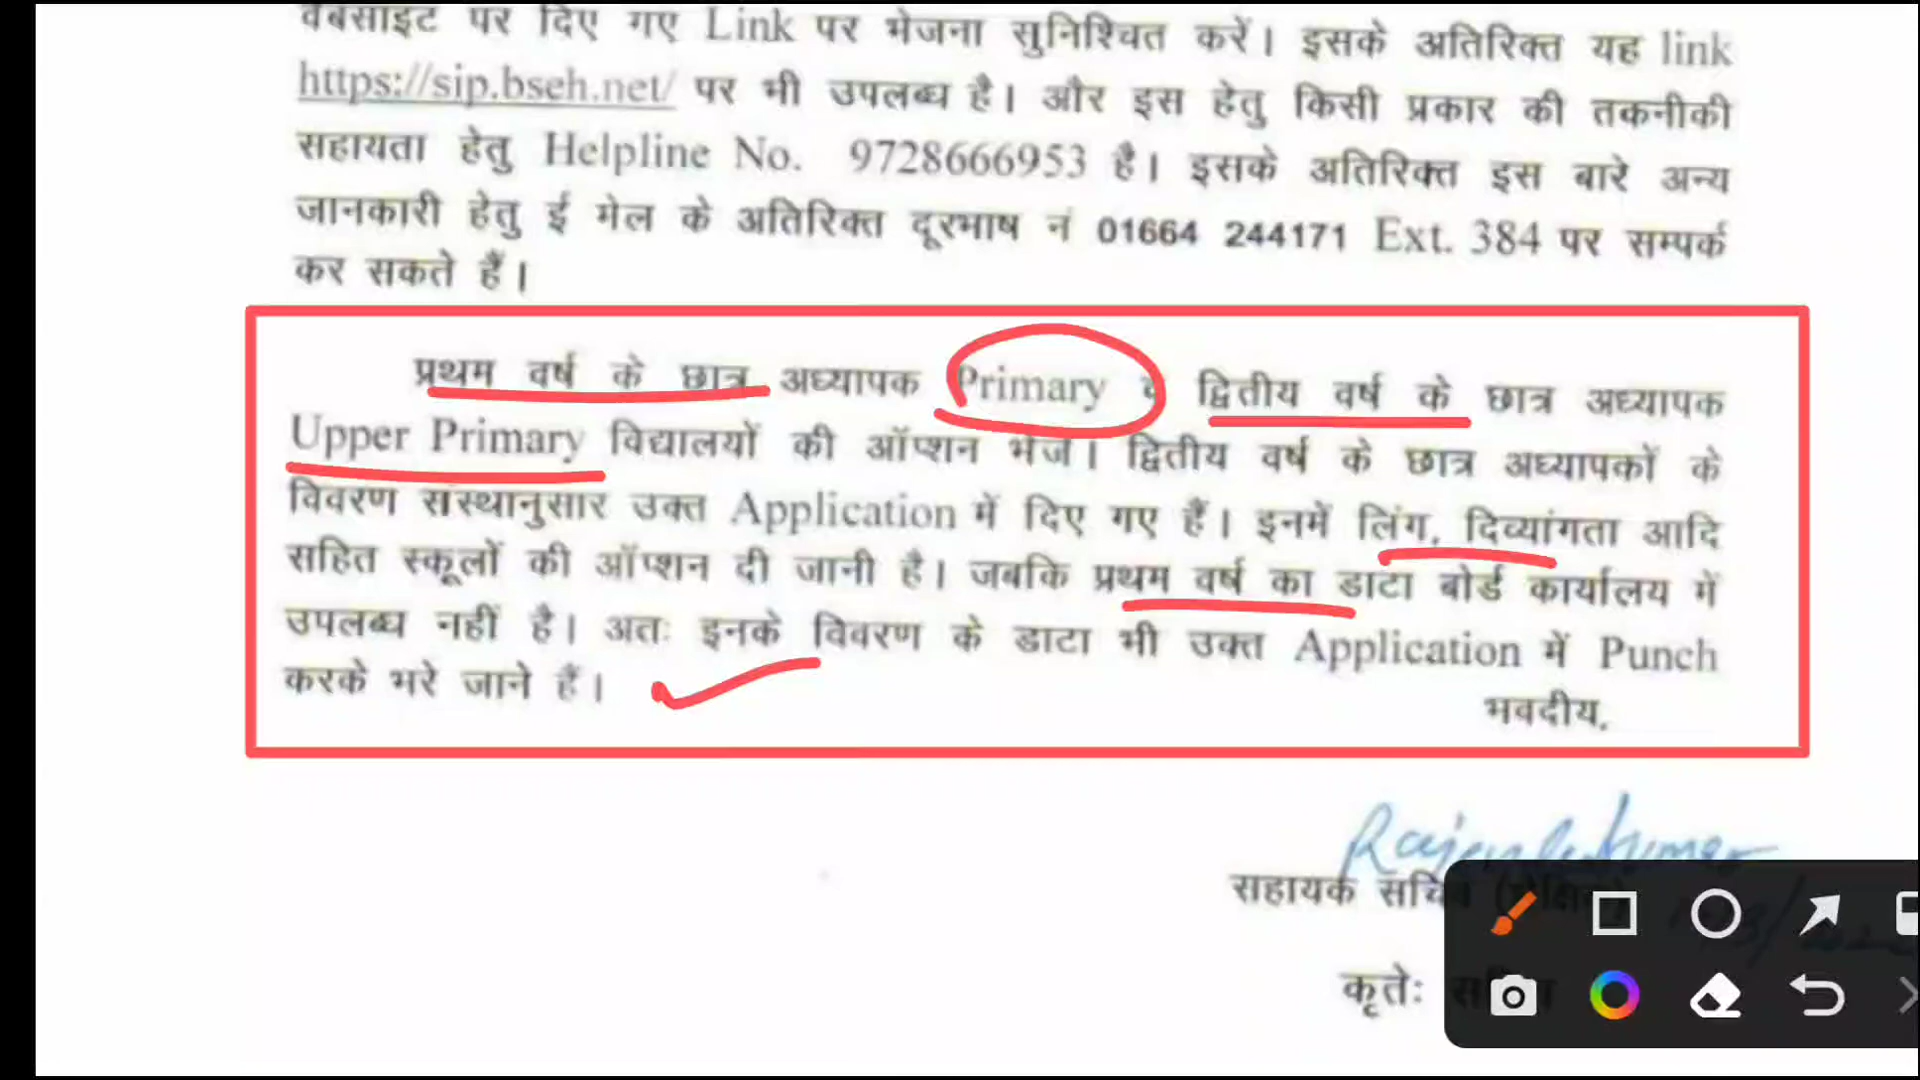 वेबसाइट पर दिए गए Link पर भेजना सुनिश्चित करें। इसके अतिरिक्त यह link
https://sip.bseh.net/ पर भी उपलब्ध है। और इस हेतु किसी प्रकार की तकनीकी
सहायता हेतु Helpline No. 9728666953 है। इसके अतिरिक्त इस बारे अन्य
जानकारी हेतु ई मेल के अतिरिक्त दूरभाष नं 01664 244171 Ext. 384 पर सम्पर्क
कर सकते हैं।
प्रथम वर्ष के छात्र अध्यापक Primary व द्वितीय वर्ष के छात्र अध्यापक
Upper Primary विद्यालयों की ऑप्शन भेजें। द्वितीय वर्ष के छात्र अध्यापकों के
विवरण संस्थानुसार उक्त Application में दिए गए हैं। इनमें लिंग, दिव्यांगता आदि
सहित स्कूलों की ऑप्शन दी जानी है। जबकि प्रथम वर्ष का डाटा बोर्ड कार्यालय में
उपलब्ध नहीं है। अतः इनके विवरण के डाटा भी उक्त Application में Punch
करके भरे जाने हैं।
भवदीय,
सहायक
कृतेः